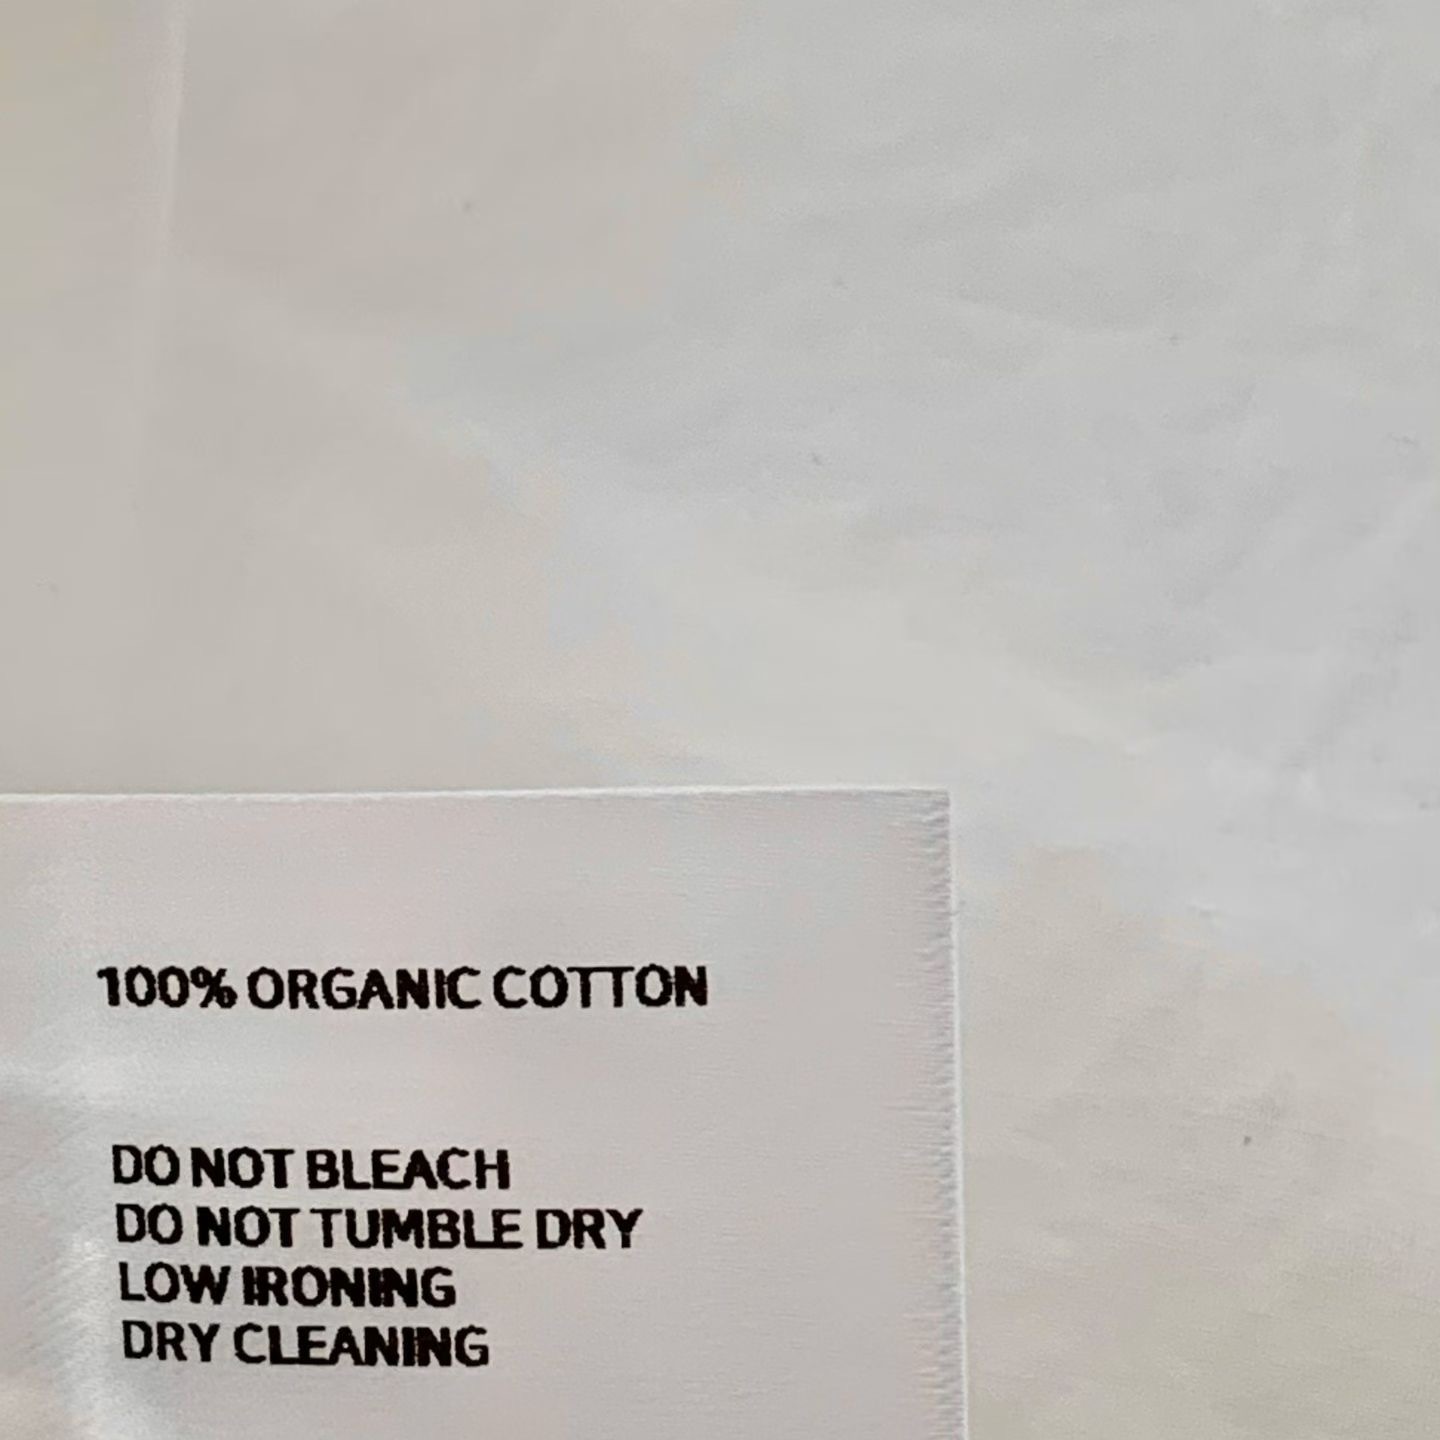 100% ORGANIC COTTON
DO NOT BLEACH
DO NOT TUMBLE DRY
LOW IRONING
DRY CLEANING